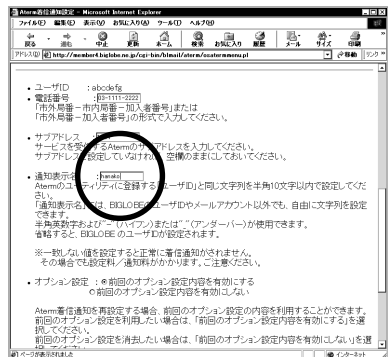 Aterm着信通知設定 - Microsoft Internet Explorer
ファイル(F) 編集(E) 表示(V) お気に入り(A) ツール(T) ヘルプ(H)
戻る 進む 中止 更新 ホーム 検索 お気に入り 履歴 メール サイズ 印刷
アドレス(D) http://member4.biglobe.ne.jp/cgi-bin/blmail/aterm/usatermmenu.pl 移動 リンク
• ユーザID : abcdefg
• 電話番号 : 03-1111-2222
「市外局番－市内局番－加入者番号」または
「市外局番－加入者番号」の形式で入力してください。
• サブアドレス :
サービスを受けるAtermのサブアドレスを入力してください。
サブアドレスを設定していなければ、空欄のままにしておいてください。
• 通知表示名 : hanako
Atermのユーティリティに登録する「ユーザID」と同じ文字列を半角10文字以内で設定してください。
「通知表示名」には、BIGLOBEのユーザIDやメールアカウント以外でも、自由に文字列を設定
できます。
半角英数字および"-"(ハイフン)または"_"(アンダーバー)が使用できます。
省略すると、BIGLOBE のユーザIDが設定されます。
※一致しない値を設定すると正常に着信通知がされません。
その場合でも設定料／通知料がかかります。ご注意ください。
• オプション設定 : 前回のオプション設定内容を有効にする
前回のオプション設定内容を有効にしない
Aterm着信通知を再設定する場合、前回のオプション設定の内容を利用することができます。
前回のオプション設定を利用したい場合は、「前回のオプション設定内容を有効にする」を選
択してください。
前回のオプション設定を消去したい場合は、「前回のオプション設定内容を有効にしない」を選
ページが表示されました インターネット